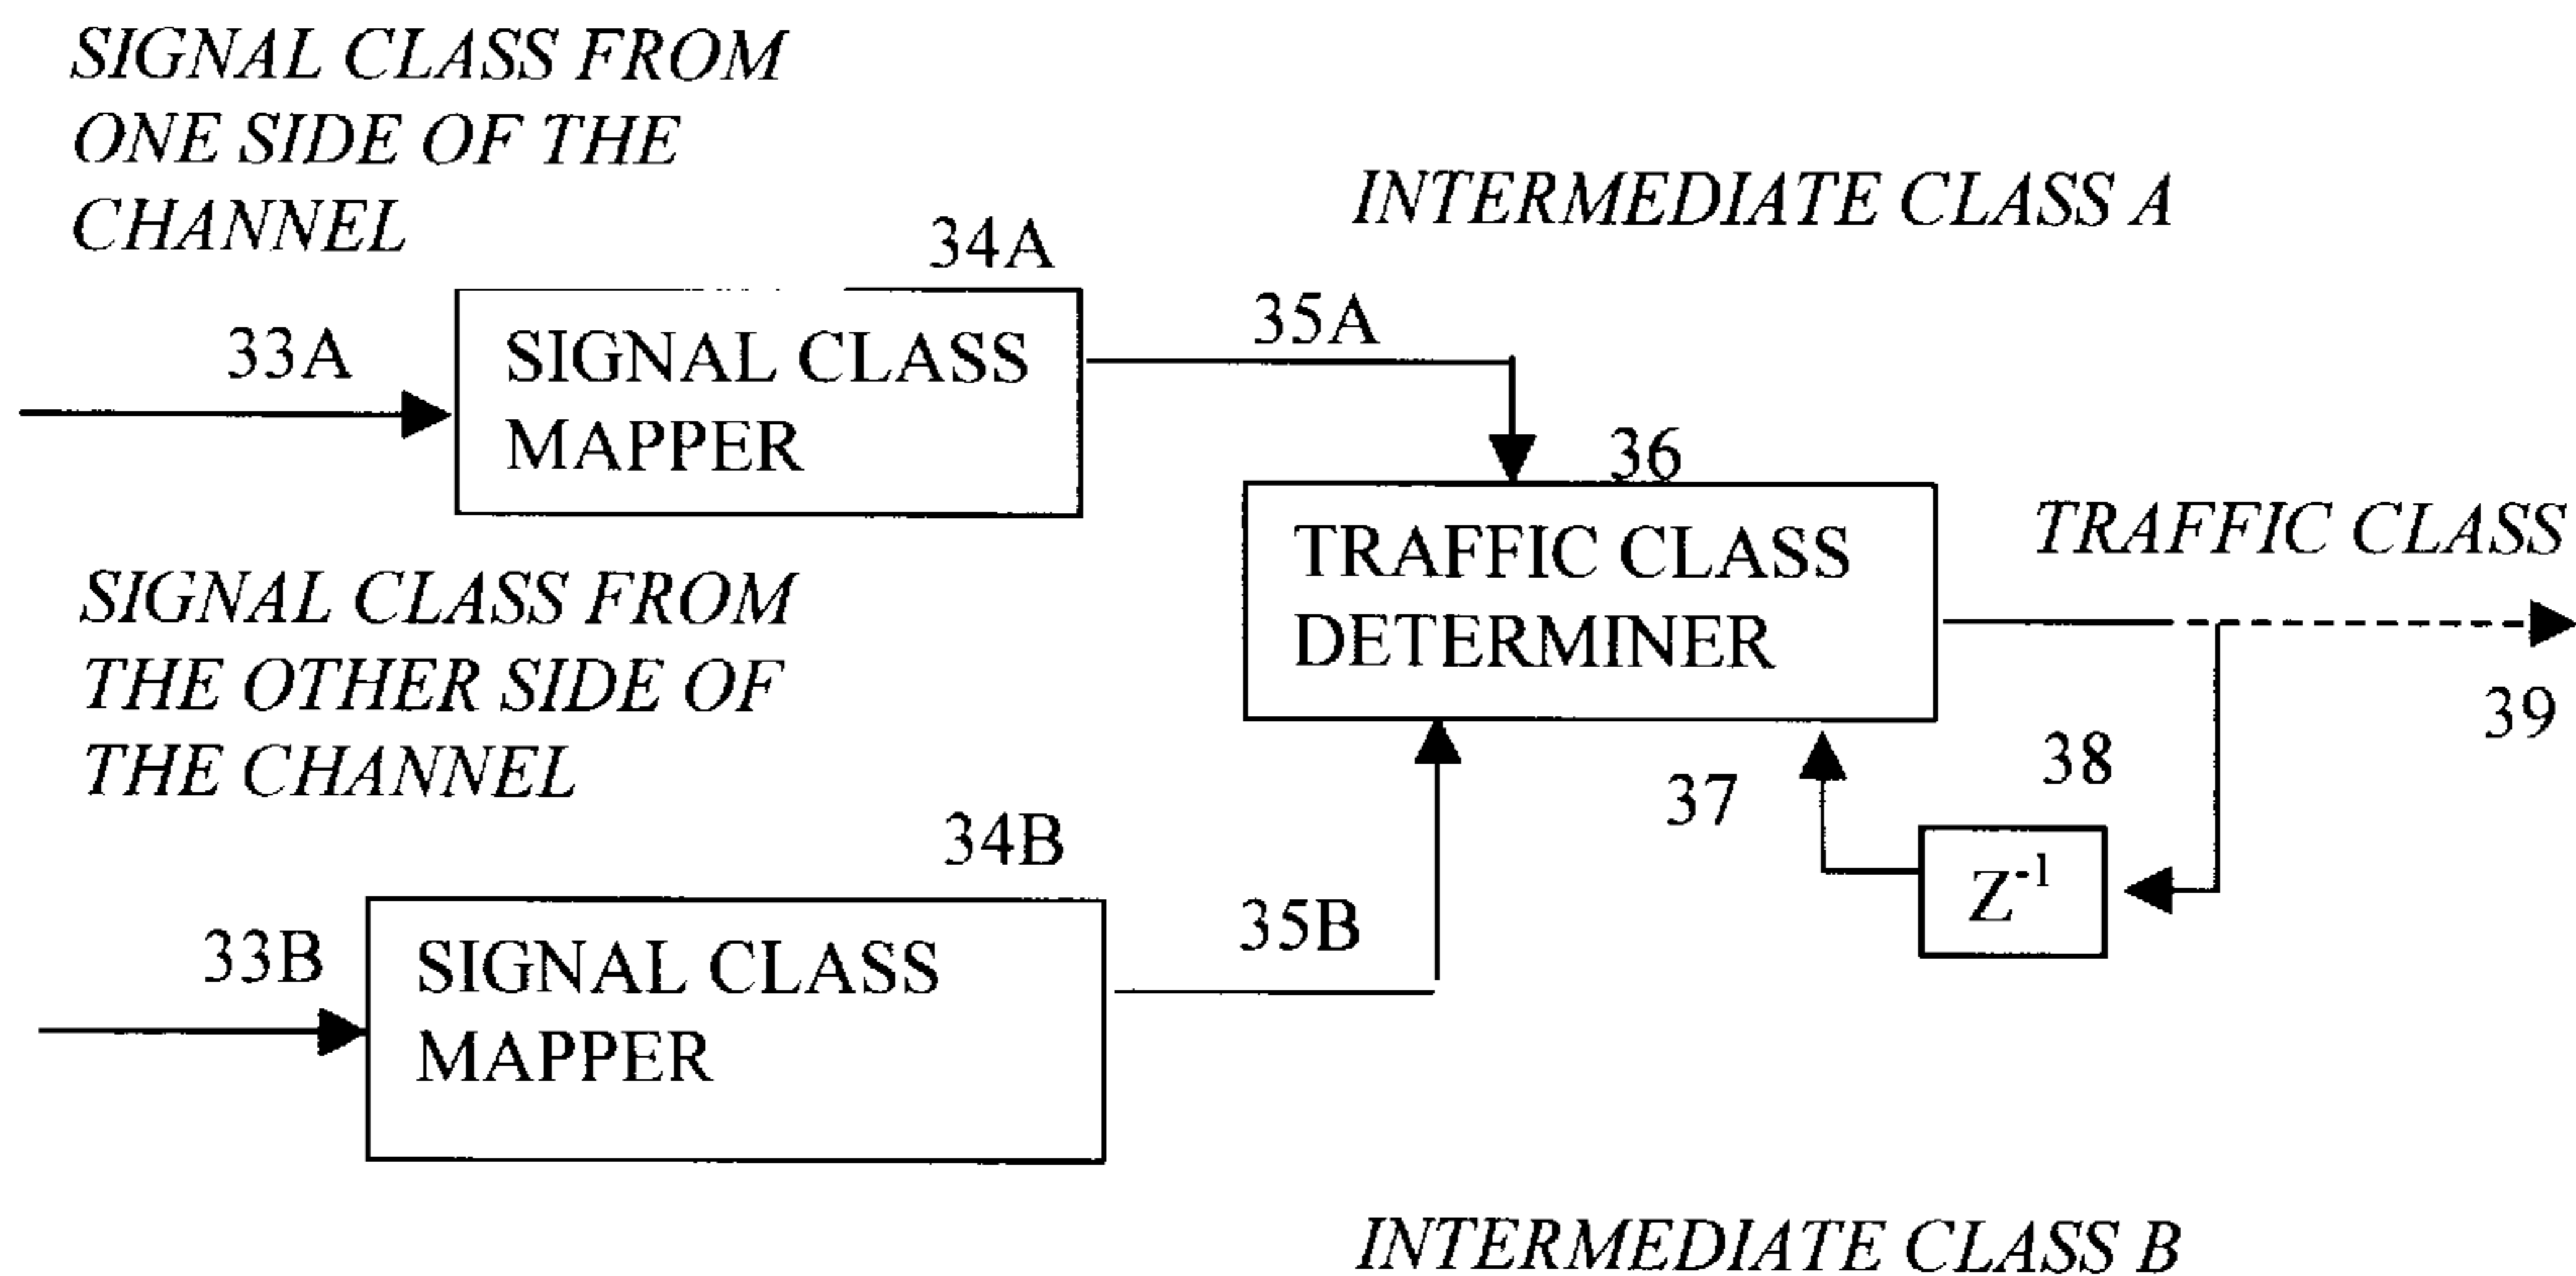 SIGNAL CLASS FROM
ONE SIDE OF THE
CHANNEL
INTERMEDIATE CLASS A
34A
35A
33A
SIGNAL CLASS
MAPPER
36
TRAFFIC CLASS
DETERMINER
TRAFFIC CLASS
39
SIGNAL CLASS FROM
THE OTHER SIDE OF
THE CHANNEL
37
38
Z-1
34B
35B
33B
SIGNAL CLASS
MAPPER
INTERMEDIATE CLASS B